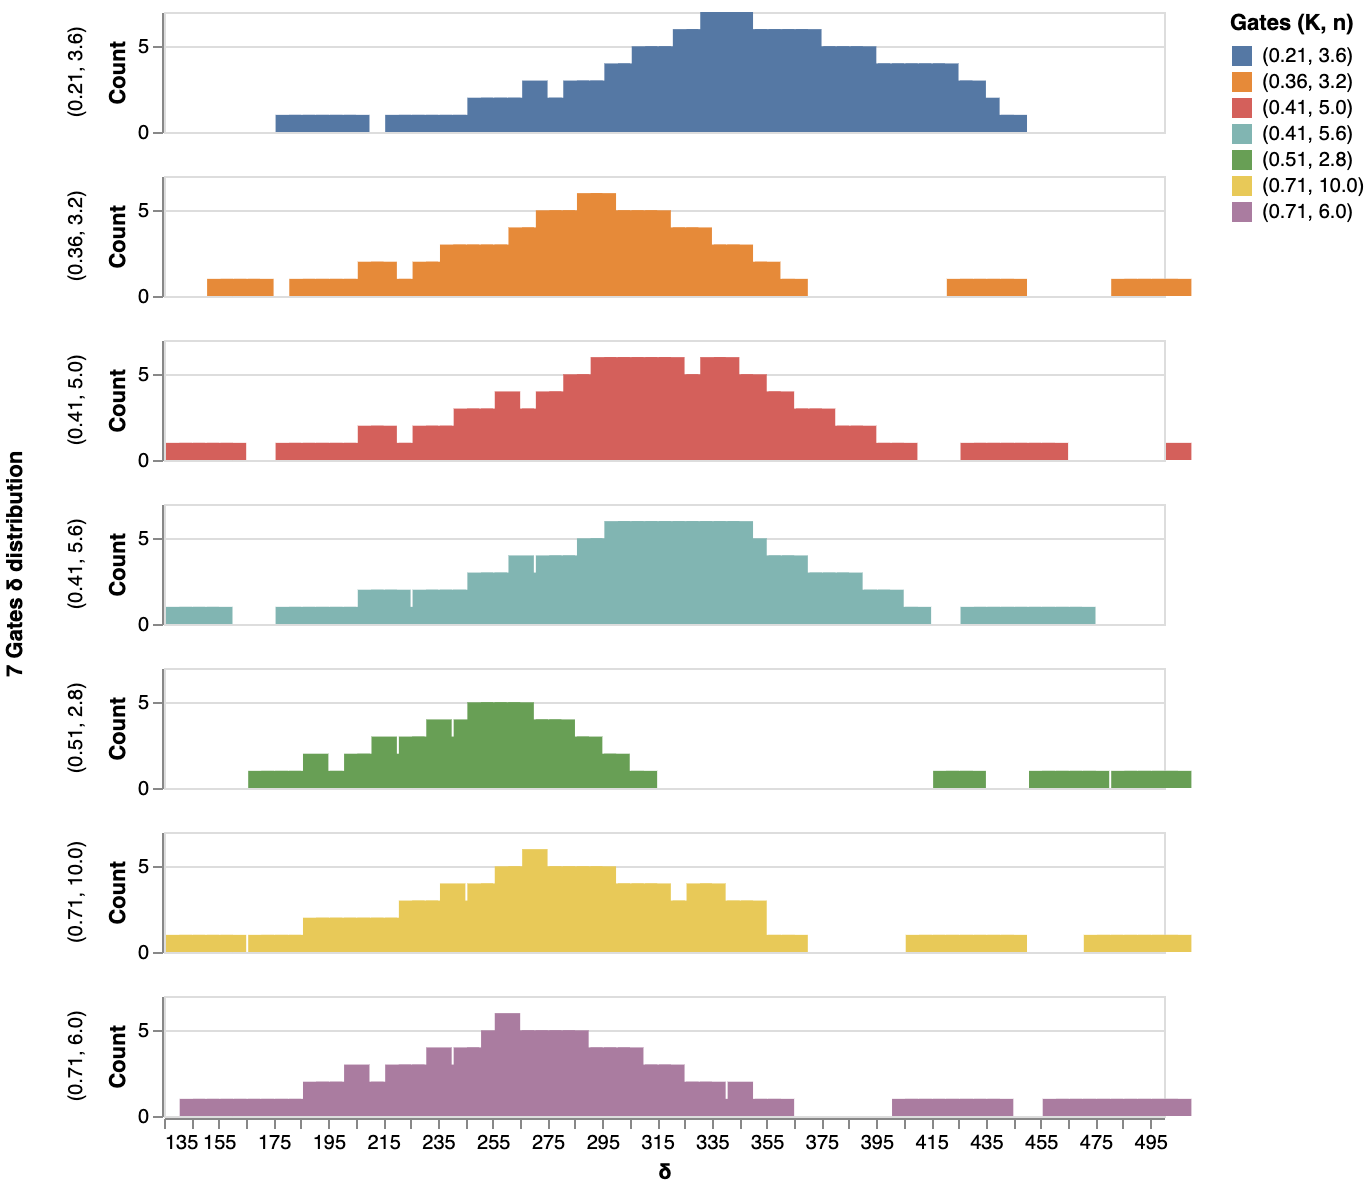 7 Gates δ distribution
(0.21, 3.6)
Count
5
0
(0.36, 3.2)
Count
5
0
(0.41, 5.0)
Count
5
0
(0.41, 5.6)
Count
5
0
(0.51, 2.8)
Count
5
0
(0.71, 10.0)
Count
5
0
(0.71, 6.0)
Count
5
0
135 155 175 195 215 235 255 275 295 315 335 355 375 395 415 435 455 475 495
δ
Gates (K, n)
(0.21, 3.6)
(0.36, 3.2)
(0.41, 5.0)
(0.41, 5.6)
(0.51, 2.8)
(0.71, 10.0)
(0.71, 6.0)